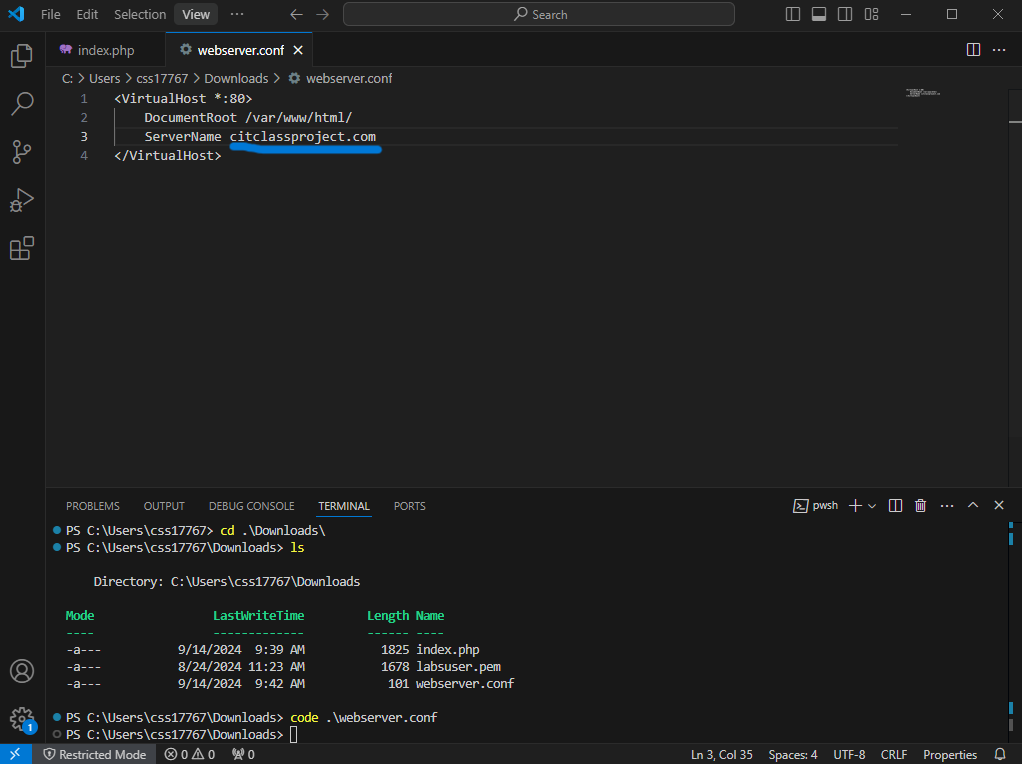 File Edit Selection View ··· Search
index.php webserver.conf
C: > Users > css17767 > Downloads > webserver.conf
1 <VirtualHost *:80>
2 DocumentRoot /var/www/html/
3 ServerName citclassproject.com
4 </VirtualHost>
PROBLEMS OUTPUT DEBUG CONSOLE TERMINAL PORTS pwsh
PS C:\Users\css17767> cd .\Downloads\
PS C:\Users\css17767\Downloads> ls
Directory: C:\Users\css17767\Downloads
Mode LastWriteTime Length Name
---- ------------- ------ ----
-a--- 9/14/2024 9:39 AM 1825 index.php
-a--- 8/24/2024 11:23 AM 1678 labsuser.pem
-a--- 9/14/2024 9:42 AM 101 webserver.conf
PS C:\Users\css17767\Downloads> code .\webserver.conf
PS C:\Users\css17767\Downloads>
1
Restricted Mode 0 0 0 Ln 3, Col 35 Spaces: 4 UTF-8 CRLF Properties